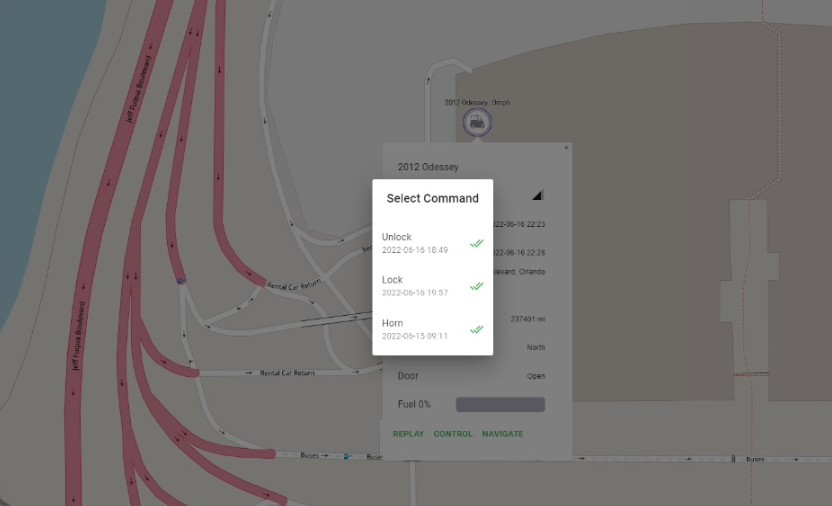 Jeff Fuqua Boulevard
2012 Odessey : 0mph
2012 Odessey
Select Command
Unlock
2022-06-16 18:49
2022-06-16 22:23
Lock
2022-06-16 19:57
2022-06-16 22:28
levard, Orlando
Horn
2022-06-15 09:11
237401 mi
North
Door
Open
Fuel 0%
REPLAY CONTROL NAVIGATE
Rental Car Return
Rental Car Return
Jeff Fuqua Boulevard
Buses
Buses
Buses